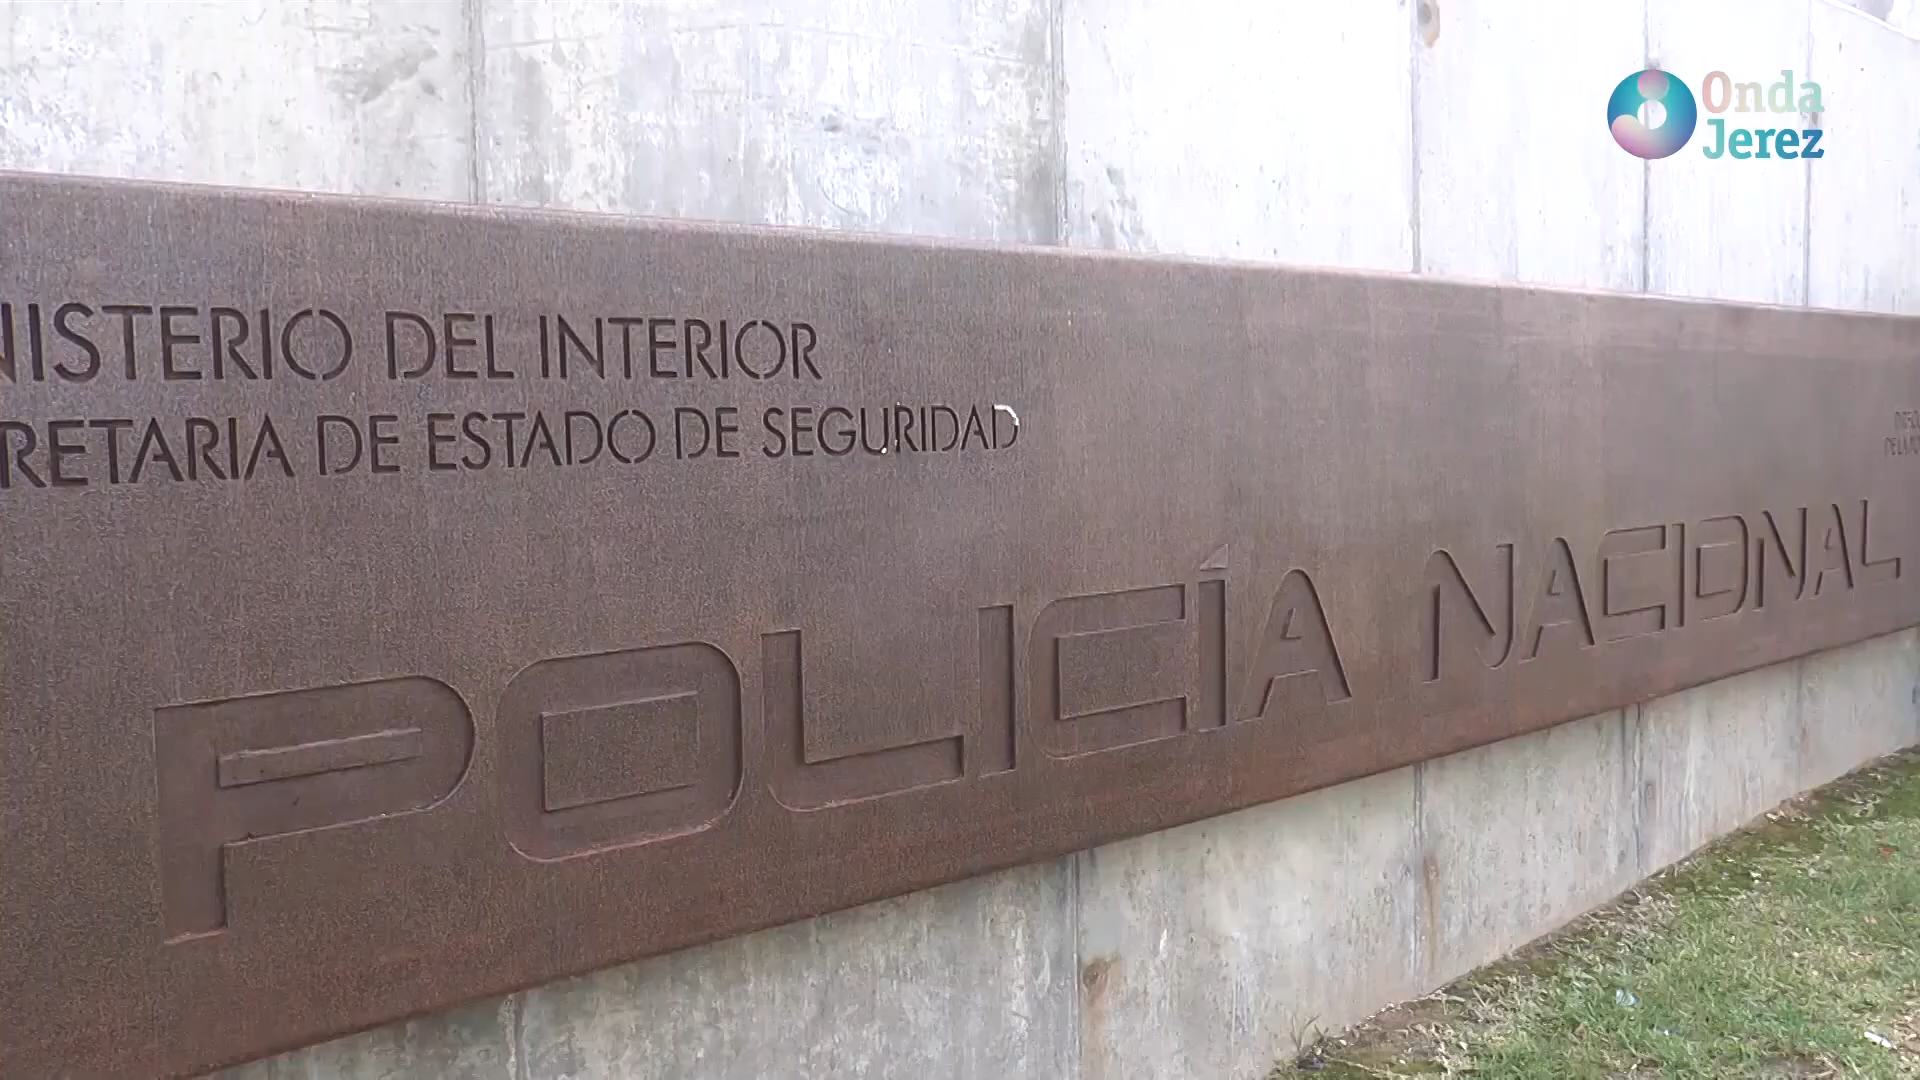 NISTERIO DEL INTERIOR
RETARIA DE ESTADO DE SEGURIDAD
POLICÍA NACIONAL
Onda
Jerez